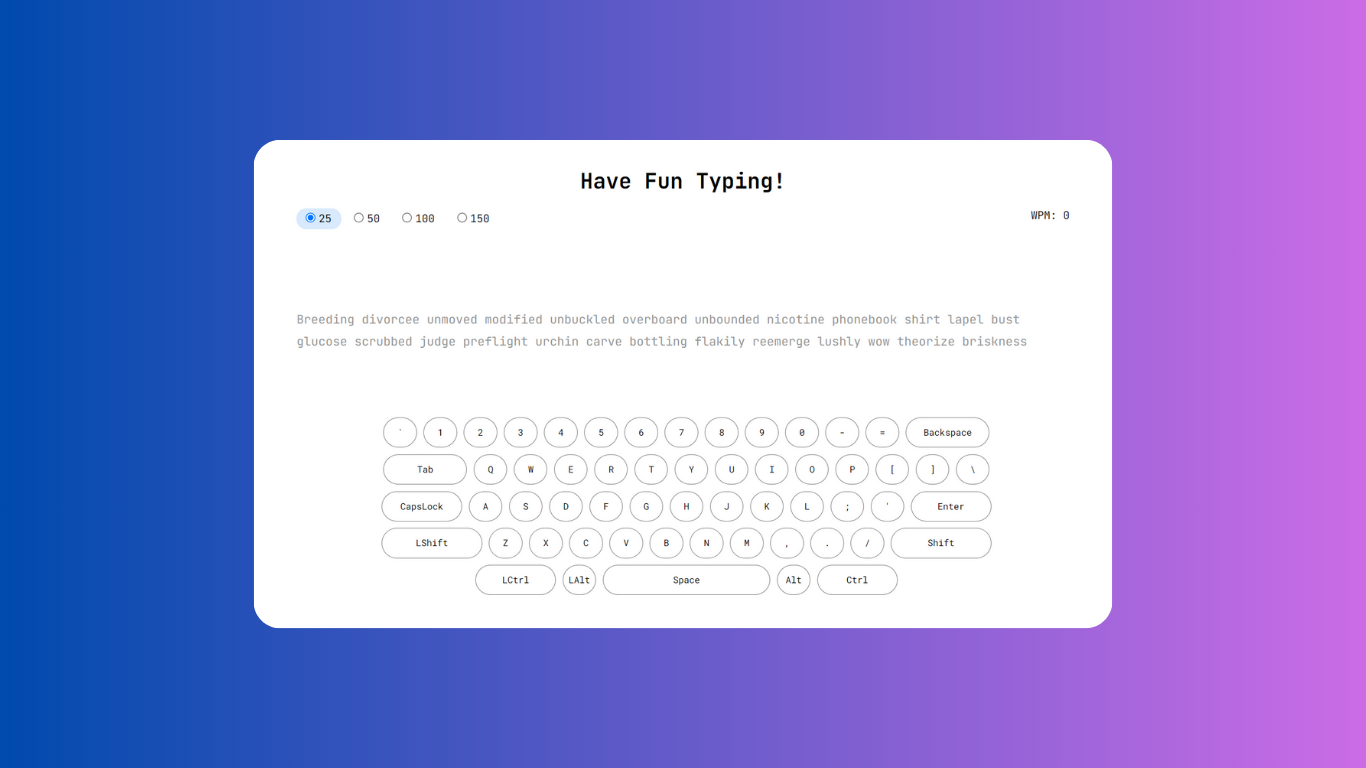 Have Fun Typing!
25 50 100 150 WPM: 0
Breeding divorcee unmoved modified unbuckled overboard unbounded nicotine phonebook shirt lapel bust
glucose scrubbed judge preflight urchin carve bottling flakily reemerge lushly wow theorize briskness
` 1 2 3 4 5 6 7 8 9 0 - = Backspace
Tab Q W E R T Y U I O P [ ] \
CapsLock A S D F G H J K L ; ' Enter
LShift Z X C V B N M , . / Shift
LCtrl LAlt Space Alt Ctrl